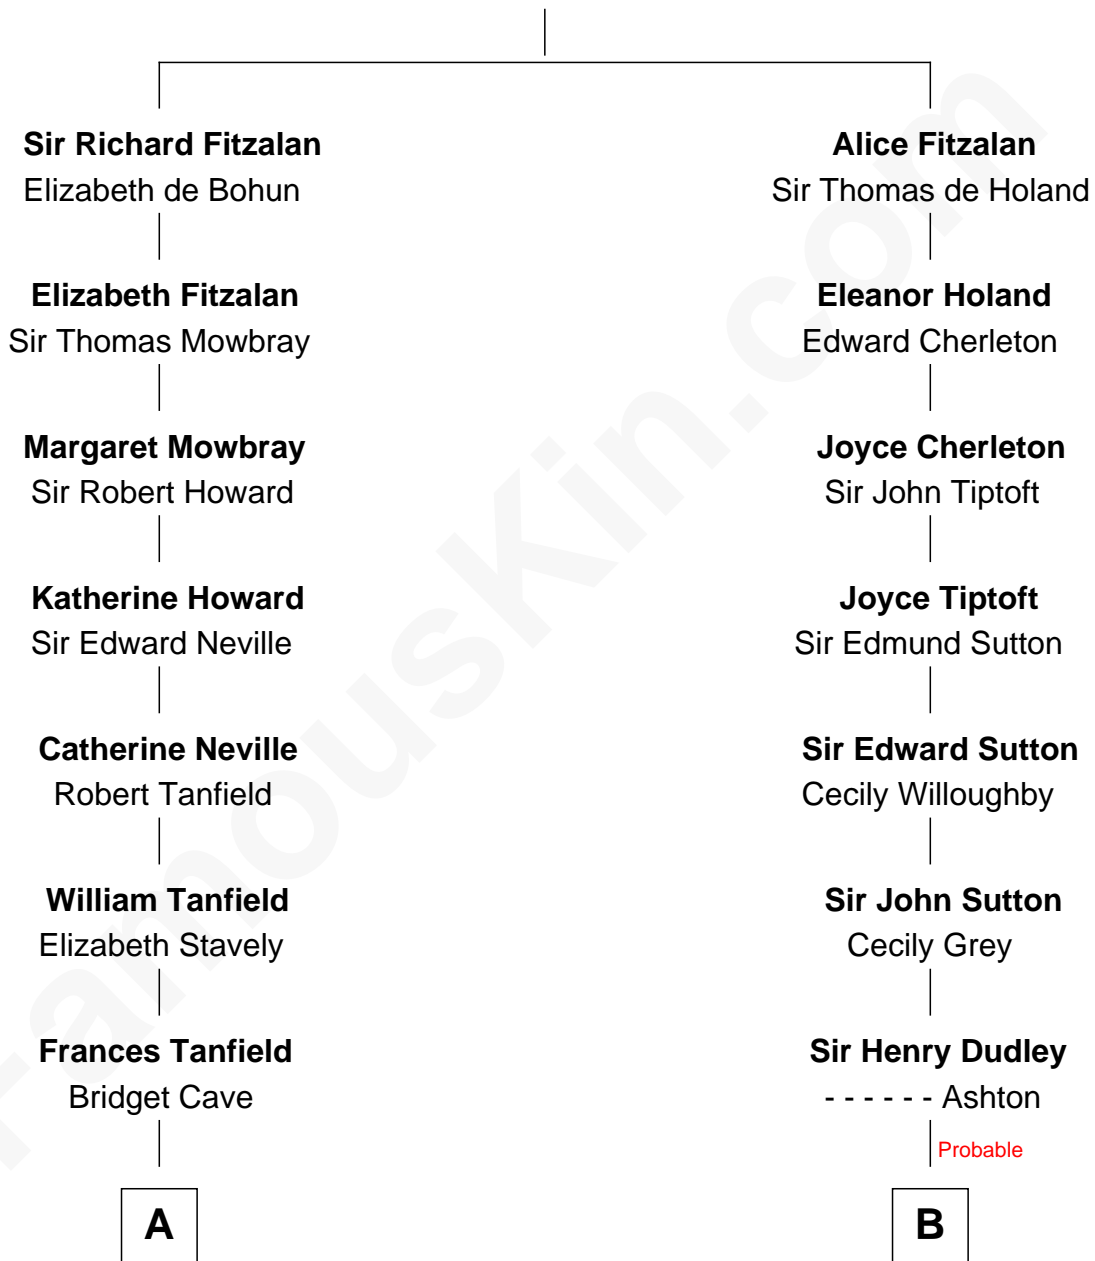 Sir Richard Fitzalan
Elizabeth de Bohun
Elizabeth Fitzalan
Sir Thomas Mowbray
Margaret Mowbray
Sir Robert Howard
Katherine Howard
Sir Edward Neville
Catherine Neville
Robert Tanfield
William Tanfield
Elizabeth Stavely
Frances Tanfield
Bridget Cave
A
Alice Fitzalan
Sir Thomas de Holand
Eleanor Holand
Edward Cherleton
Joyce Cherleton
Sir John Tiptoft
Joyce Tiptoft
Sir Edmund Sutton
Sir Edward Sutton
Cecily Willoughby
Sir John Sutton
Cecily Grey
Sir Henry Dudley
- - - - - - Ashton
Probable
B
FamousKin.com